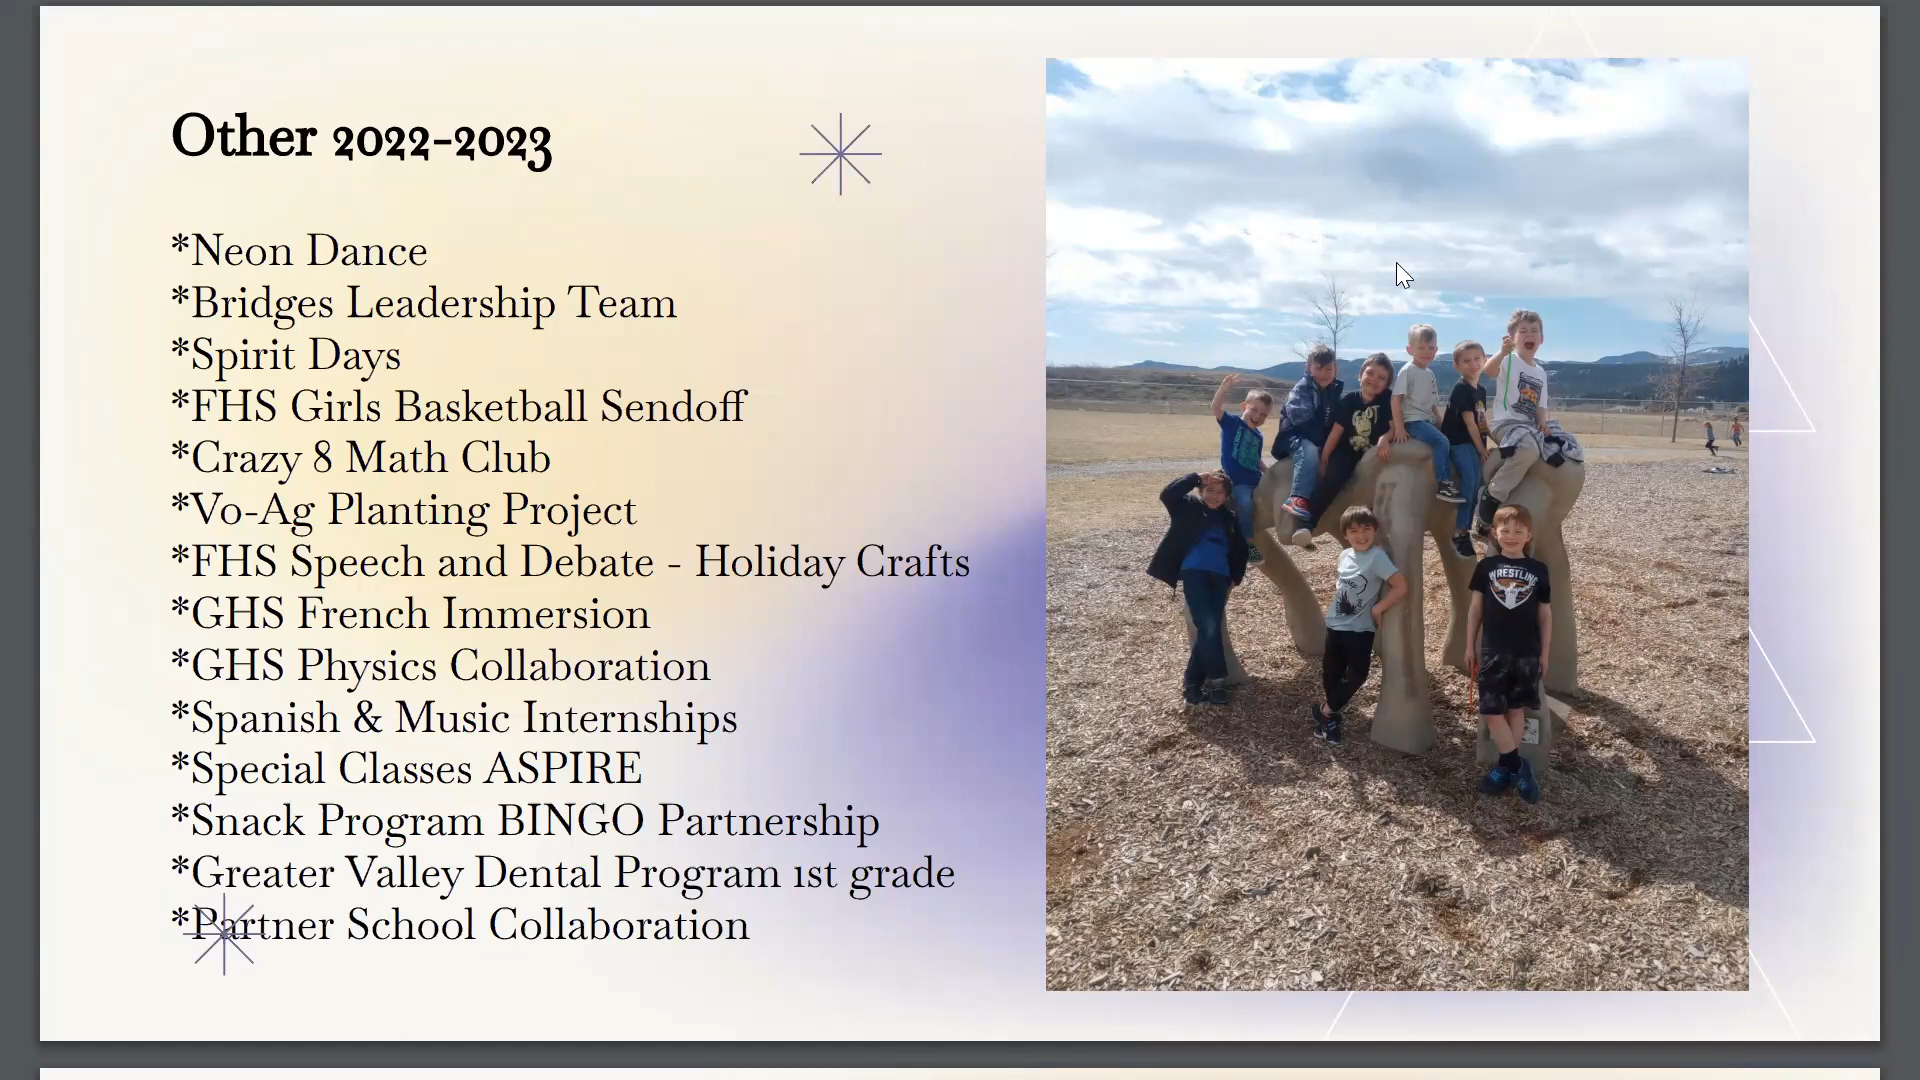 Other 2022-2023
*Neon Dance
*Bridges Leadership Team
*Spirit Days
*FHS Girls Basketball Sendoff
*Crazy 8 Math Club
*Vo-Ag Planting Project
*FHS Speech and Debate - Holiday Crafts
*GHS French Immersion
*GHS Physics Collaboration
*Spanish & Music Internships
*Special Classes ASPIRE
*Snack Program BINGO Partnership
*Greater Valley Dental Program 1st grade
*Partner School Collaboration
WRESTLING